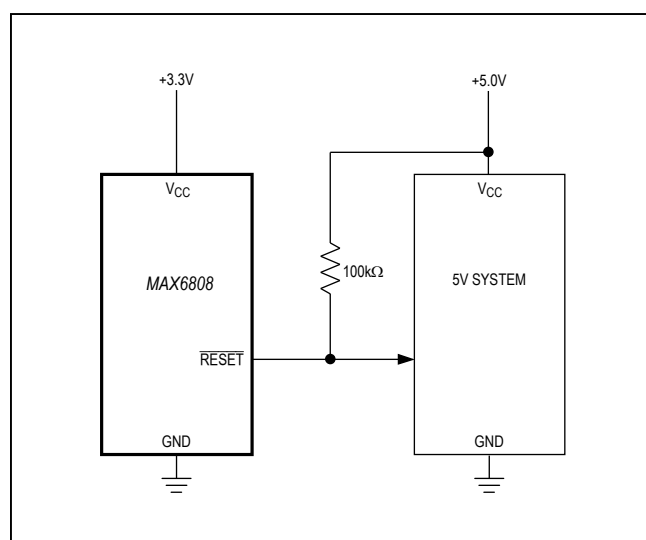 +3.3V
+5.0V
VCC
VCC
MAX6808
100kΩ
5V SYSTEM
RESET
GND
GND